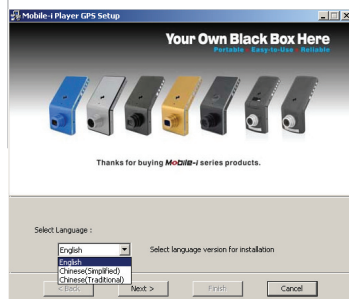 Mobile-i Player GPS Setup
Your Own Black Box Here
Portable Easy-to-Use Reliable
Thanks for buying Mobile-i series products.
Select Language :
English
Select language version for installation
English
Chinese(Simplified)
Chinese(Traditional)
< Back
Next >
Finish
Cancel